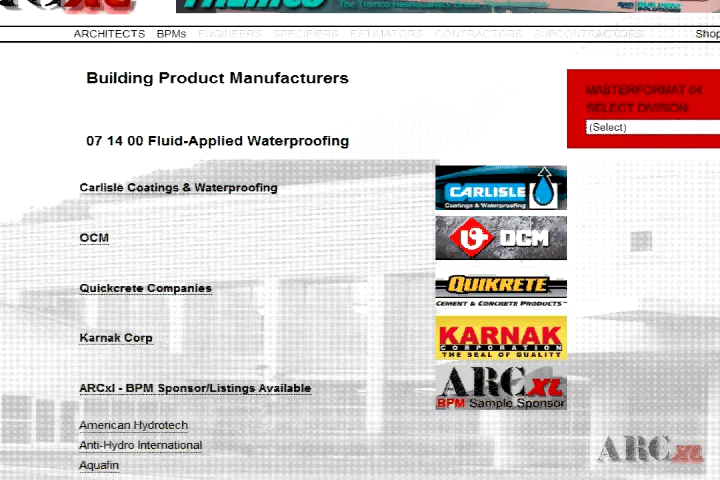 ARCHITECTS BPMs ENGINEERS SPECIFIERS ESTIMATORS CONTRACTORS SUBCONTRACTORS Shop
Building Product Manufacturers
MASTERFORMAT 04
SELECT DIVISION
(Select)
07 14 00 Fluid-Applied Waterproofing
Carlisle Coatings & Waterproofing
CARLISLE
Coatings & Waterproofing
OCM
OCM
Quickcrete Companies
QUIKRETE
CEMENT & CONCRETE PRODUCTS
Karnak Corp
KARNAK
CORPORATION
THE SEAL OF QUALITY
ARCxl - BPM Sponsor/Listings Available
ARCxl
BPM Sample Sponsor
American Hydrotech
Anti-Hydro International
Aquafin
ARCxl